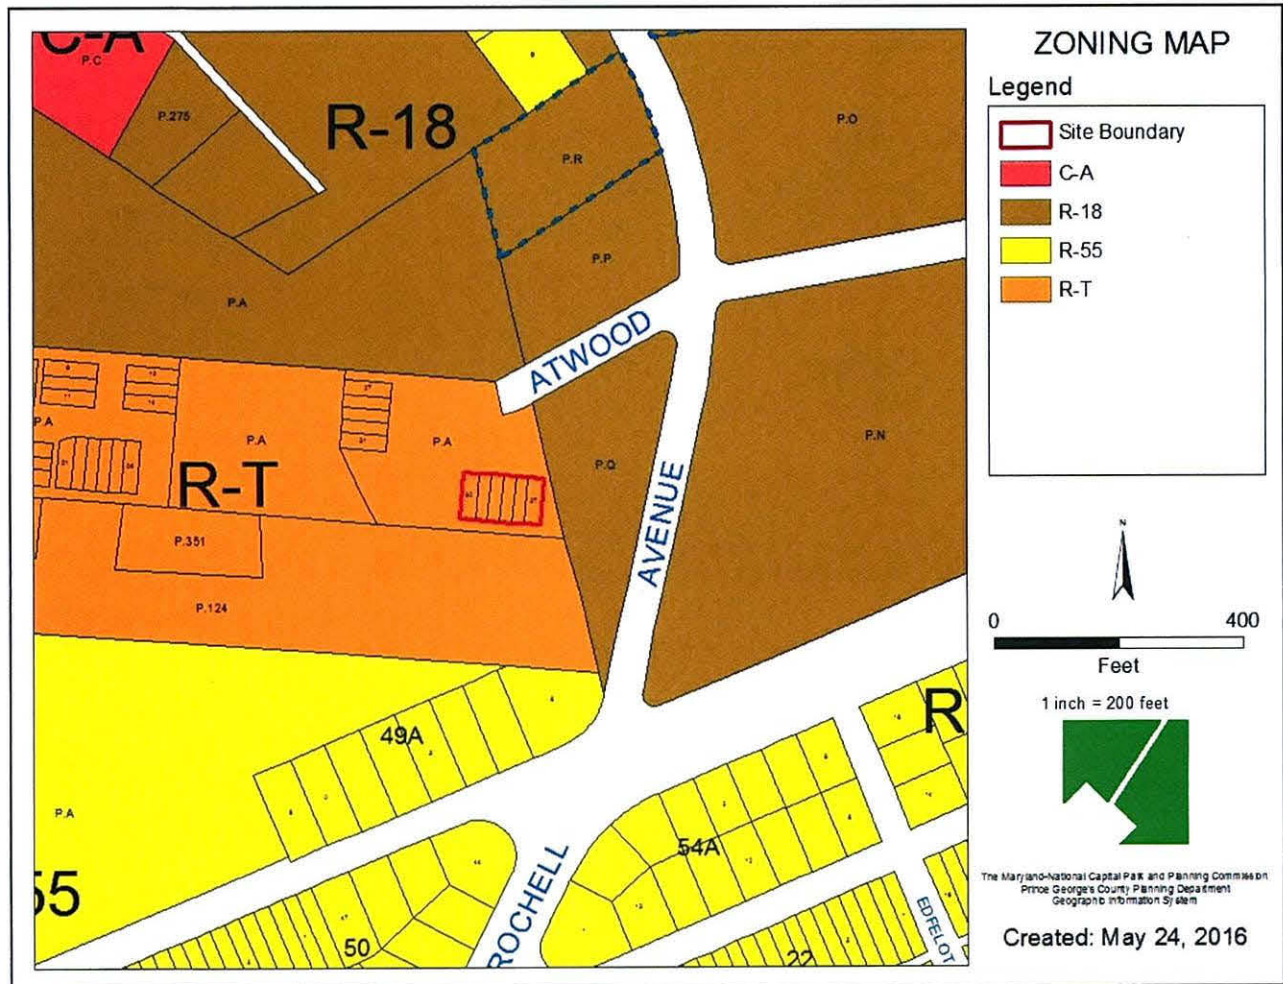 ZONING MAP
Legend
Site Boundary
C-A
R-18
R-55
R-T
N
0 400
Feet
1 inch = 200 feet
The Maryland-National Capital Park and Planning Commission
Prince George's County Planning Department
Geographic Information System
Created: May 24, 2016
C-A
P.C
P.275
R-18
P.R
P.O
P.P
P.A
ATWOOD
P.A
P.A
P.A
R-T
P.Q
P.N
AVENUE
P.351
P.124
R
49A
P.A
54A
55
50
ROCHELL
EDFELOT
22